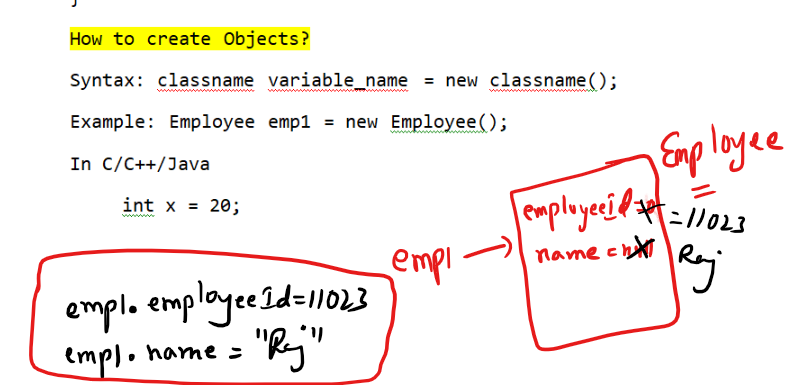 }
How to create Objects?
Syntax: classname variable_name = new classname();
Example: Employee emp1 = new Employee();
In C/C++/Java
int x = 20;
Employee
employeeid = 11023
emp1
name = null Raj
emp1.employeeId=11023
emp1.name = "Raj"